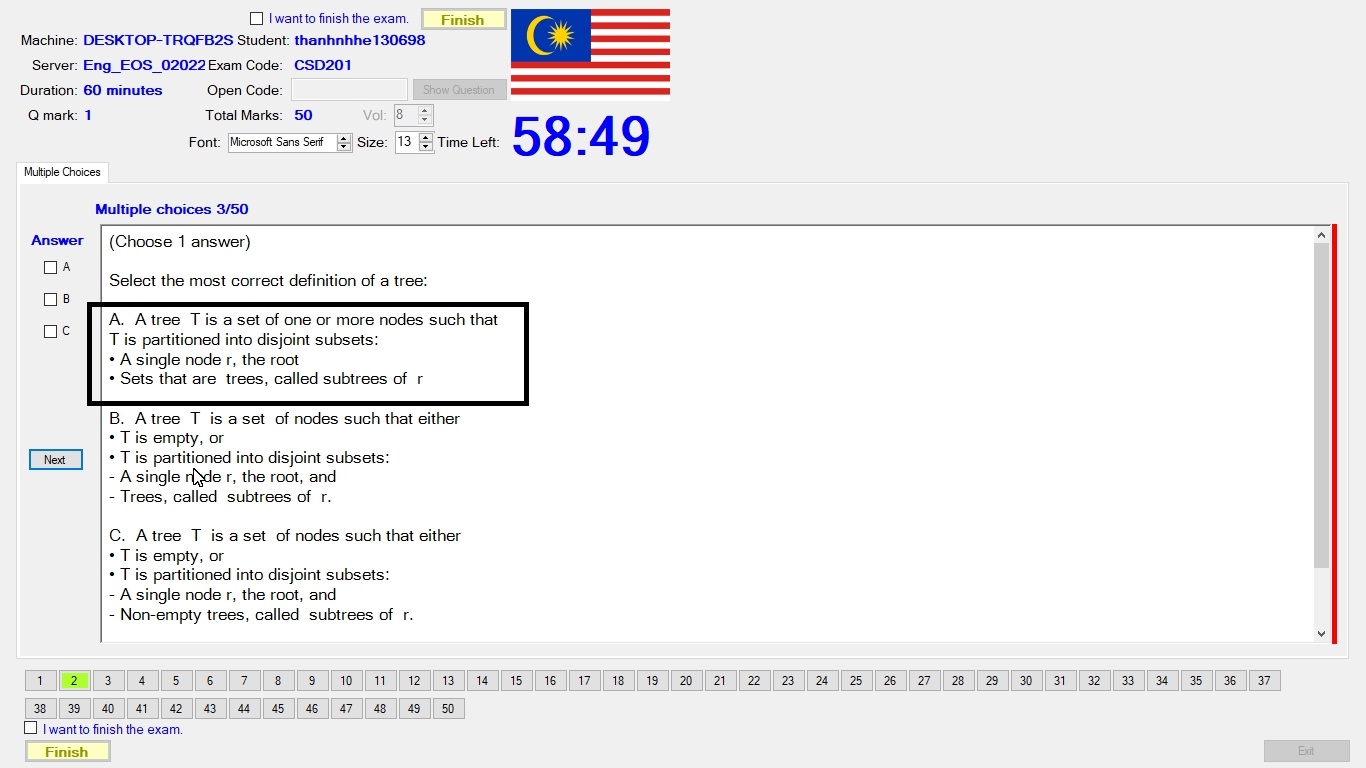 I want to finish the exam.
Finish
Machine: DESKTOP-TRQFB2S Student: thanhnhhe130698
Server: Eng_EOS_02022 Exam Code: CSD201
Duration: 60 minutes Open Code: Show Question
Q mark: 1 Total Marks: 50 Vol: 8
Font: Microsoft Sans Serif Size: 13 Time Left: 58:49
Multiple Choices
Multiple choices 3/50
Answer
A
B
C
Next
(Choose 1 answer)
Select the most correct definition of a tree:
A. A tree T is a set of one or more nodes such that
T is partitioned into disjoint subsets:
• A single node r, the root
• Sets that are trees, called subtrees of r
B. A tree T is a set of nodes such that either
• T is empty, or
• T is partitioned into disjoint subsets:
- A single node r, the root, and
- Trees, called subtrees of r.
C. A tree T is a set of nodes such that either
• T is empty, or
• T is partitioned into disjoint subsets:
- A single node r, the root, and
- Non-empty trees, called subtrees of r.
1 2 3 4 5 6 7 8 9 10 11 12 13 14 15 16 17 18 19 20 21 22 23 24 25 26 27 28 29 30 31 32 33 34 35 36 37
38 39 40 41 42 43 44 45 46 47 48 49 50
I want to finish the exam.
Finish
Exit